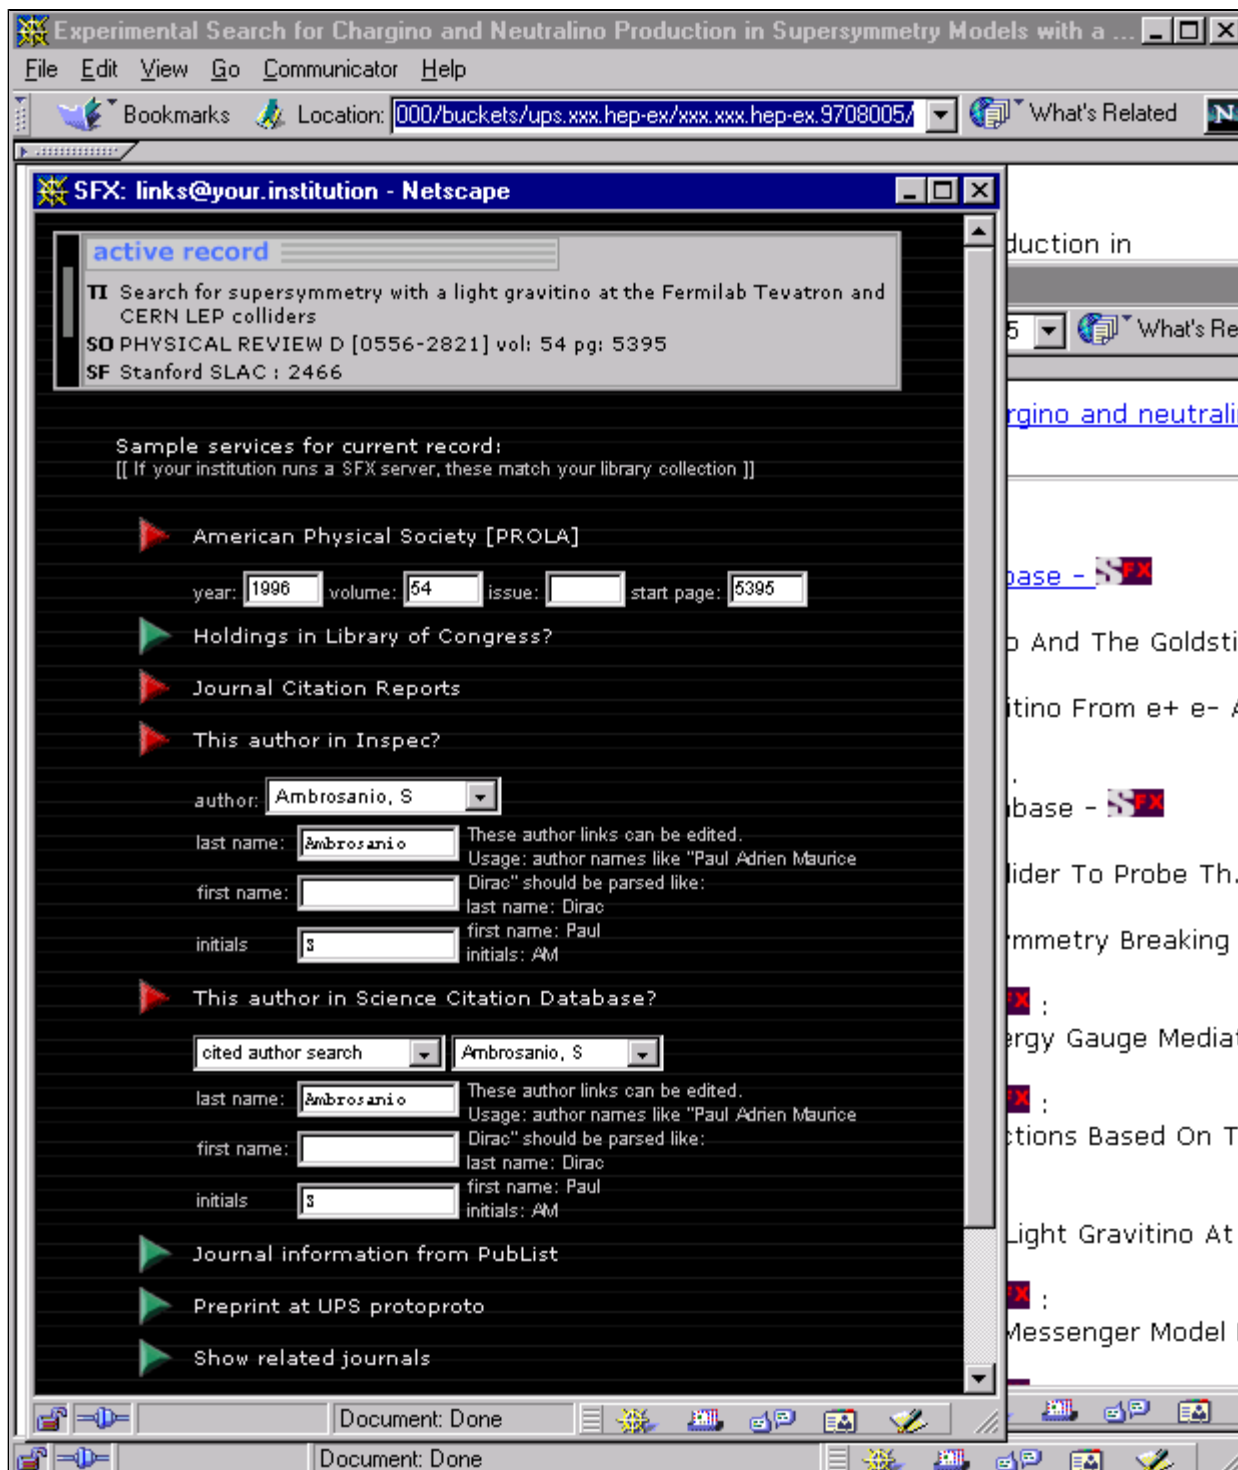 Experimental Search for Chargino and Neutralino Production in Supersymmetry Models with a ...
File Edit View Go Communicator Help
Bookmarks Location: 000/buckets/ups.xxx.hep-ex/xxx.xxx.hep-ex.9708005/ What's Related N
SFX: links@your.institution - Netscape
active record
TI Search for supersymmetry with a light gravitino at the Fermilab Tevatron and
CERN LEP colliders
SO PHYSICAL REVIEW D [0556-2821] vol: 54 pg: 5395
SF Stanford SLAC : 2466
Sample services for current record:
[[ If your institution runs a SFX server, these match your library collection ]]
American Physical Society [PROLA]
year: 1996 volume: 54 issue: start page: 5395
Holdings in Library of Congress?
Journal Citation Reports
This author in Inspec?
author: Ambrosanio, S
last name: Ambrosanio
These author links can be edited.
Usage: author names like "Paul Adrien Maurice
first name:
Dirac" should be parsed like:
last name: Dirac
first name: Paul
initials
initials: AM
This author in Science Citation Database?
cited author search Ambrosanio, S
last name: Ambrosanio
These author links can be edited.
Usage: author names like "Paul Adrien Maurice
first name:
Dirac" should be parsed like:
last name: Dirac
first name: Paul
initials
initials: AM
Journal information from PubList
Preprint at UPS protoproto
Show related journals
Document: Done
Document: Done
duction in
5 What's Re
rgino and neutrali
base - SFX
o And The Goldsti
itino From e+ e- A
.
abase - SFX
lider To Probe Th.
mmetry Breaking
FX :
ergy Gauge Mediat
FX :
ctions Based On T
Light Gravitino At
FX :
Messenger Model